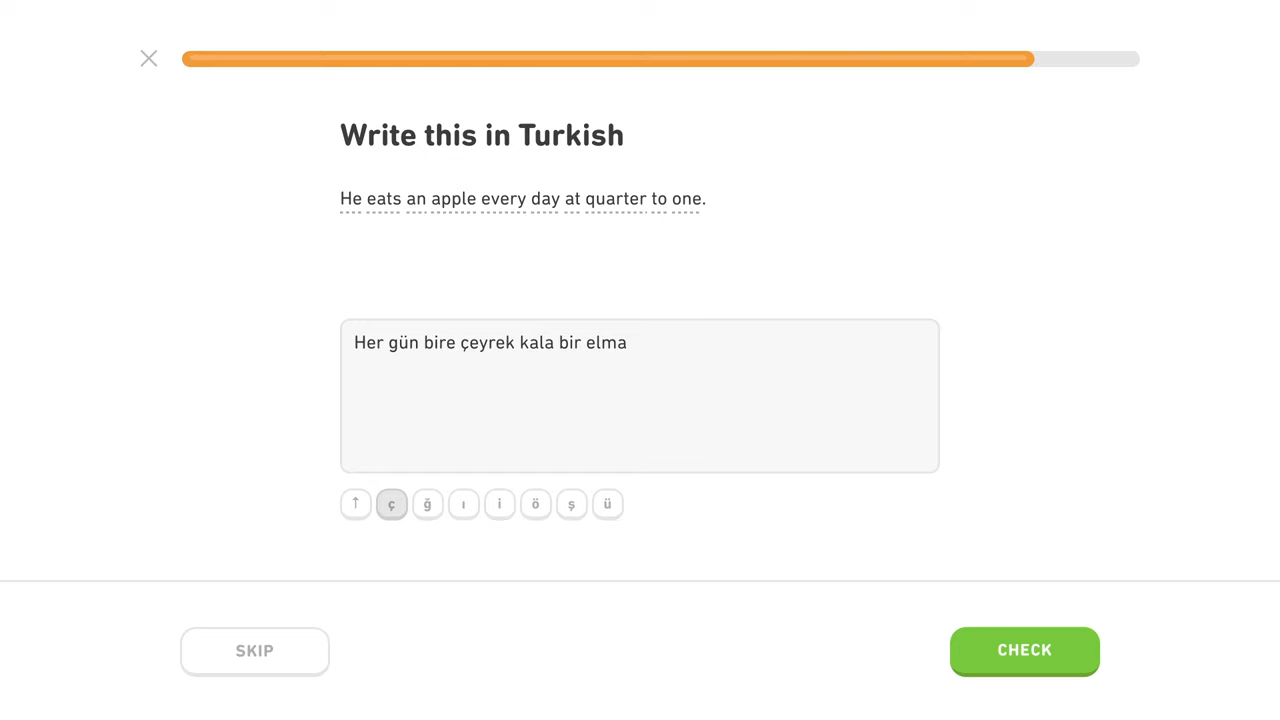 Write this in Turkish
He eats an apple every day at quarter to one.
Her gün bire çeyrek kala bir elma
↑ ç ğ ı i ö ş ü
SKIP
CHECK